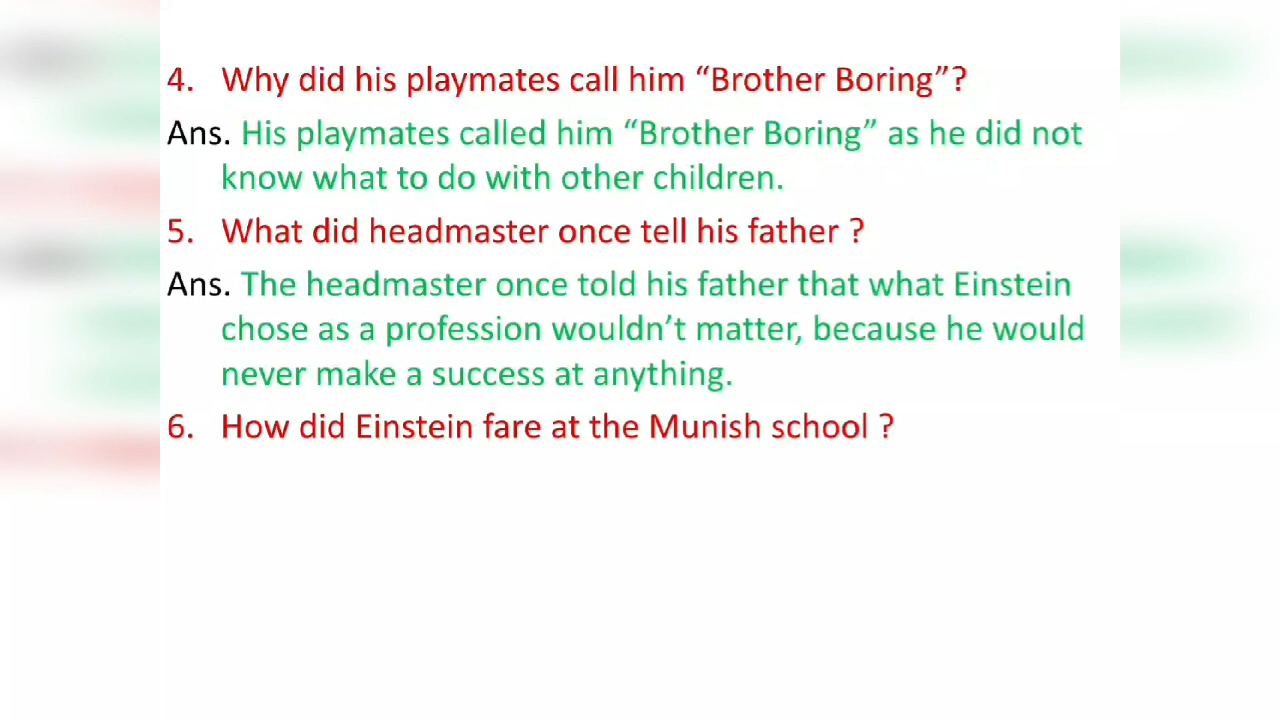 4. Why did his playmates call him “Brother Boring”?
Ans. His playmates called him “Brother Boring” as he did not
know what to do with other children.
5. What did headmaster once tell his father ?
Ans. The headmaster once told his father that what Einstein
chose as a profession wouldn’t matter, because he would
never make a success at anything.
6. How did Einstein fare at the Munish school ?